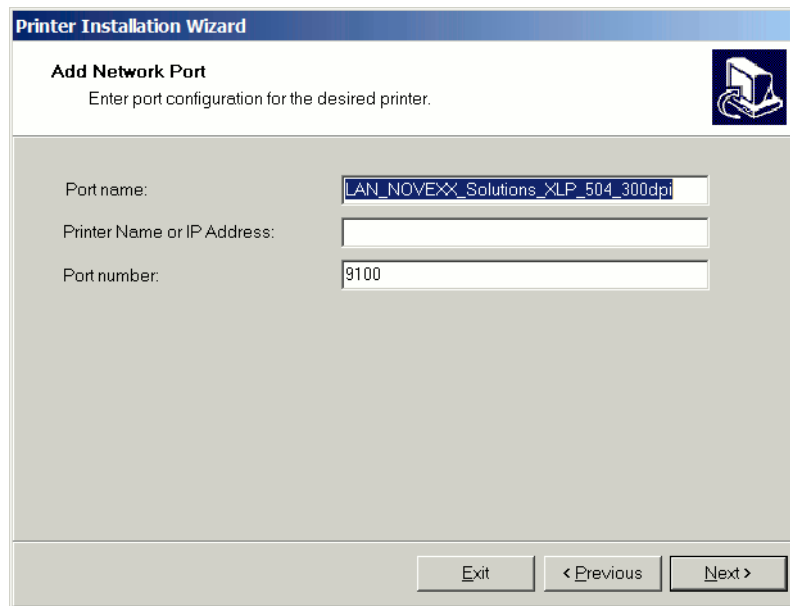 Printer Installation Wizard
Add Network Port
Enter port configuration for the desired printer.
Port name: LAN_NOVEXX_Solutions_XLP_504_300dpi
Printer Name or IP Address:
Port number: 9100
Exit < Previous Next >